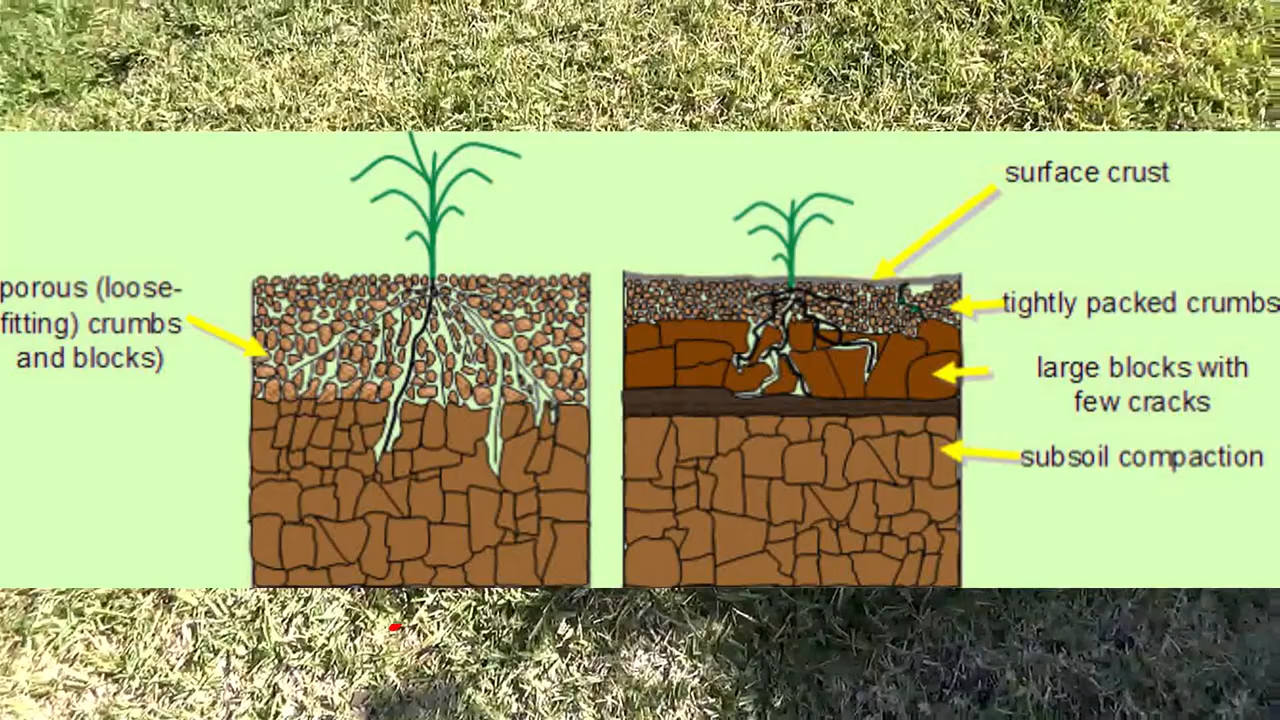 porous (loose-
fitting) crumbs
and blocks)
surface crust
tightly packed crumbs
large blocks with
few cracks
subsoil compaction